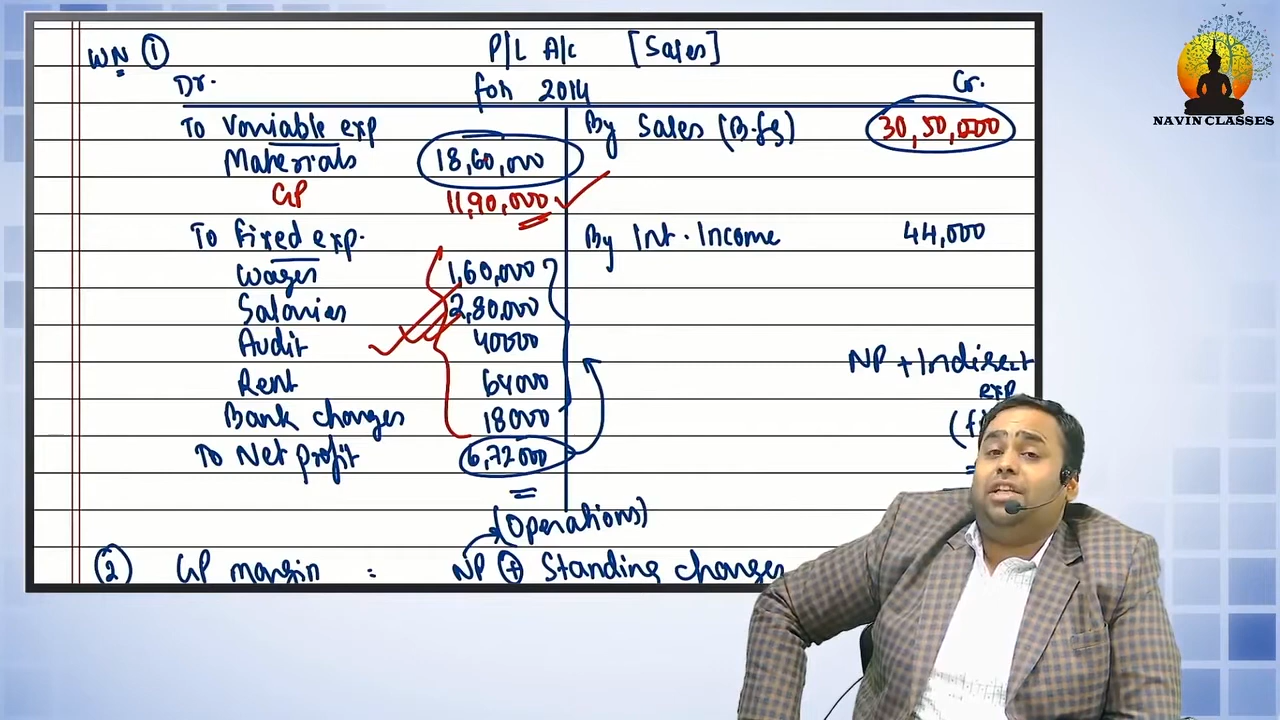 WN ① P/L A/c [Sales]
Dr. for 2014 Cr.
To Variable exp By Sales (B.fg) 30,50,000
Materials 18,60,000
GP 11,90,000
To fixed exp. By Int. Income 44,000
Wages 1,60,000
Salaries 2,80,000
Audit 40000
Rent 64000
Bank charges 18000
To Net profit 6,72000
NP + Indirect
exp
(Operations)
② GP margin = NP + Standing charges
NAVIN CLASSES